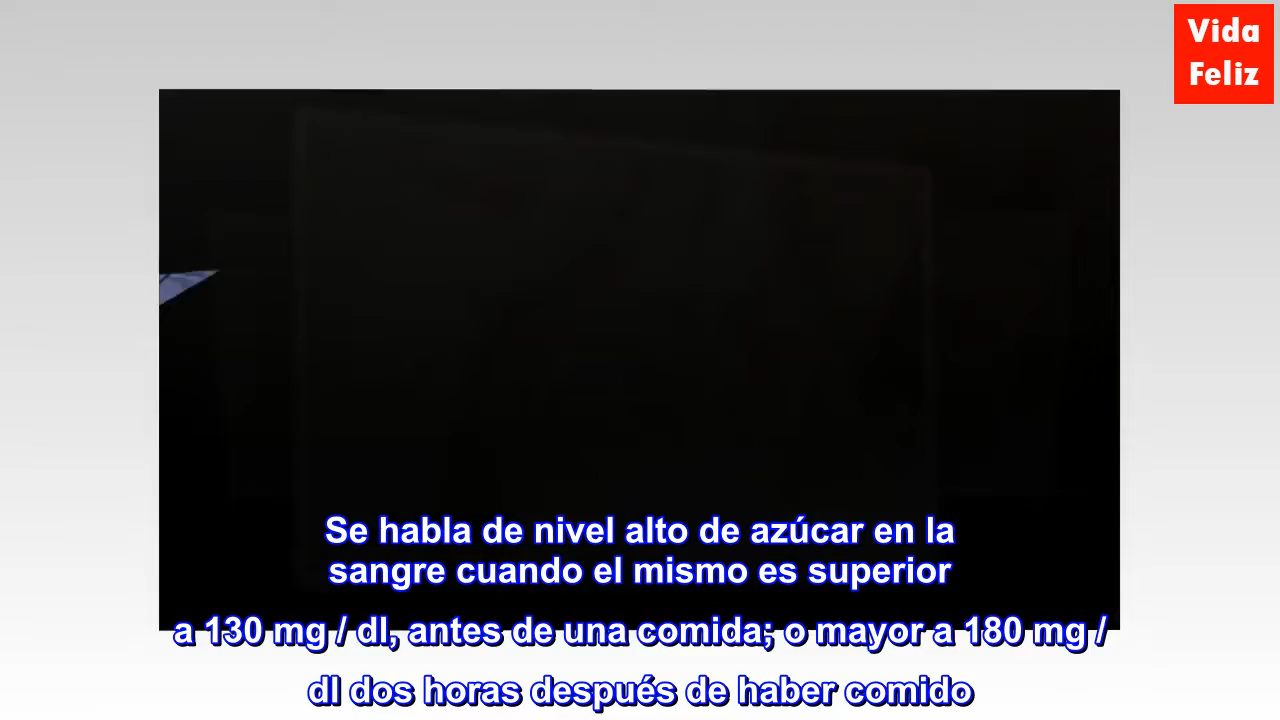 Vida
Feliz
Se habla de nivel alto de azúcar en la
sangre cuando el mismo es superior
a 130 mg / dl, antes de una comida; o mayor a 180 mg /
dl dos horas después de haber comido